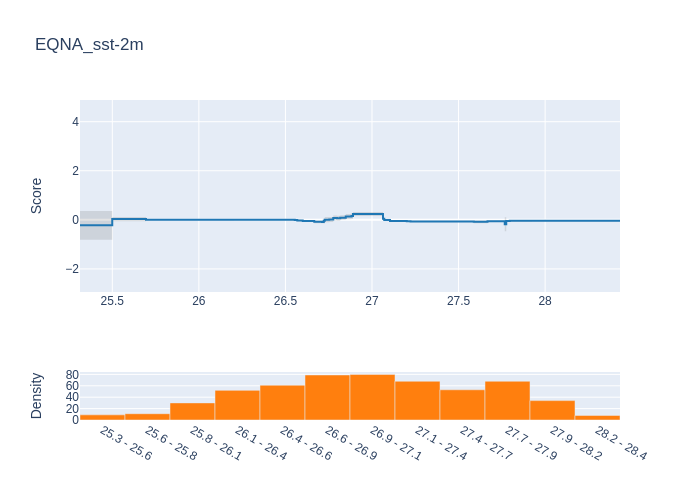 EQNA_sst-2m
Score
4
2
0
−2
25.5 26 26.5 27 27.5 28
Density
80
60
40
20
0
25.3 - 25.6
25.6 - 25.8
25.8 - 26.1
26.1 - 26.4
26.4 - 26.6
26.6 - 26.9
26.9 - 27.1
27.1 - 27.4
27.4 - 27.7
27.7 - 27.9
27.9 - 28.2
28.2 - 28.4